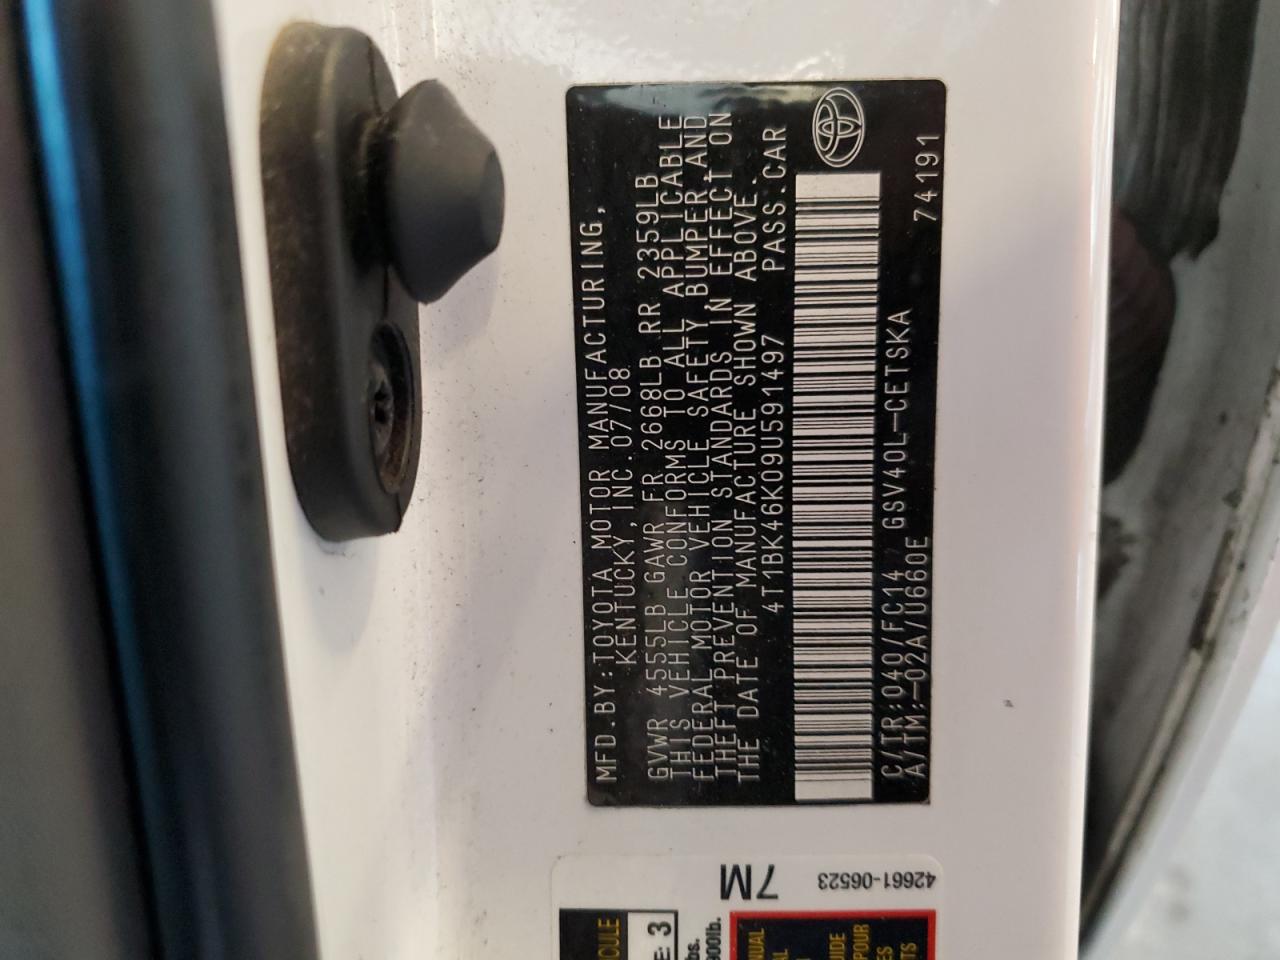 MFD.BY:TOYOTA MOTOR MANUFACTURING,
KENTUCKY,INC. 07/08
GVWR 4555LB GAWR FR 2668LB RR 2359LB
THIS VEHICLE CONFORMS TO ALL APPLICABLE
FEDERAL MOTOR VEHICLE SAFETY,BUMPER,AND
THEFT PREVENTION STANDARDS IN EFFECT ON
THE DATE OF MANUFACTURE SHOWN ABOVE.
4T1BK46K09U591497 PASS.CAR
C/TR:040/FC14 GSV40L-CETSKA
A/TM:-02A/U660E 74191
7M
42661-06523
3